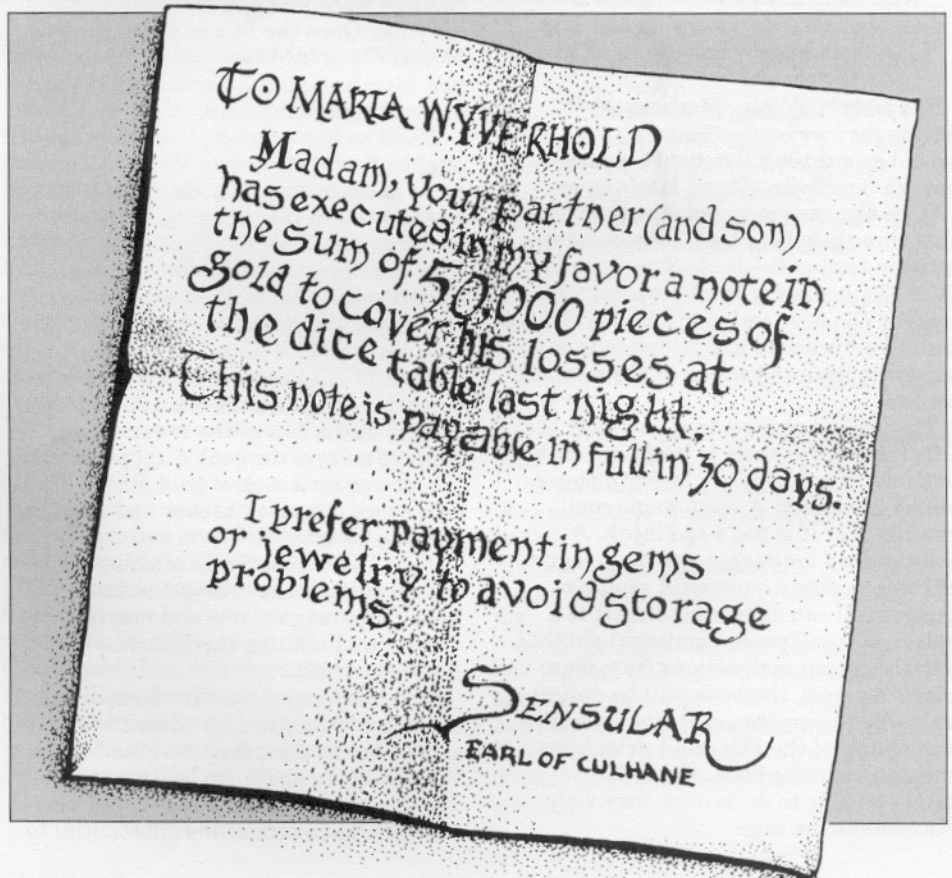 TO MARIA WYVERHOLD
Madam, your partner (and son)
has executed in my favor a note in
the sum of 50,000 pieces of
gold to cover his losses at
the dice table last night.
This note is payable in full in 30 days.
I prefer payment in gems
or jewelry to avoid storage
problems
SENSULAR
EARL OF CULHANE